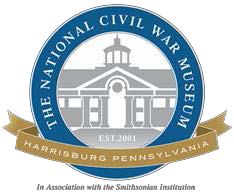 THE NATIONAL CIVIL WAR MUSEUM
EST.2001
HARRISBURG PENNSYLVANIA
In Association with the Smithsonian Institution